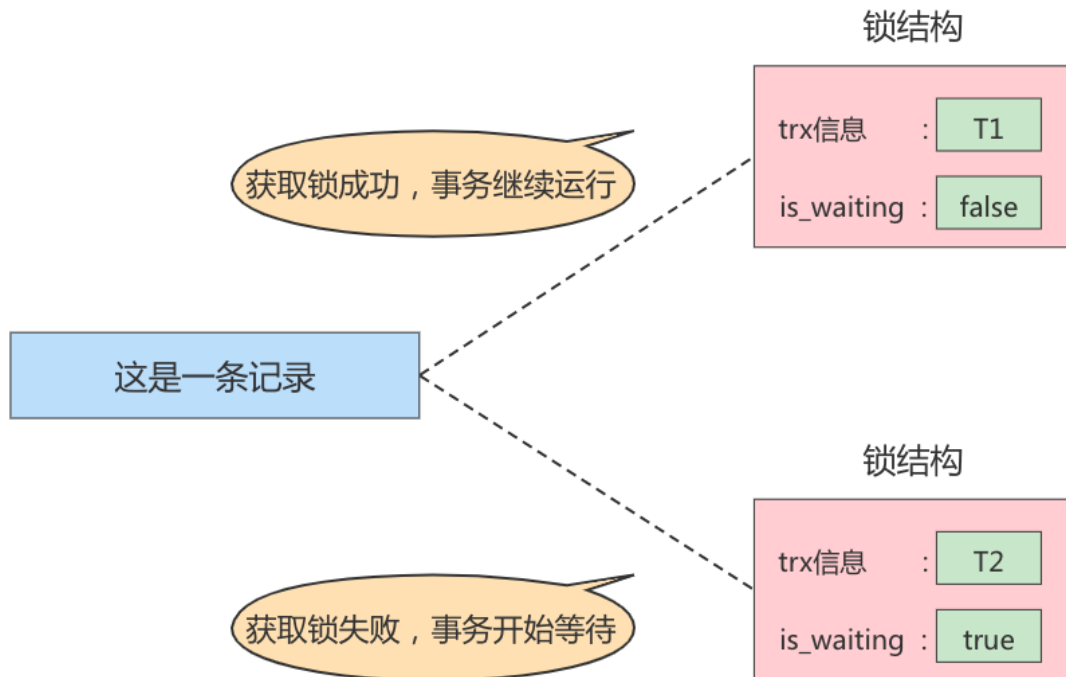 锁结构
trx信息 : T1
获取锁成功，事务继续运行
is_waiting : false
这是一条记录
锁结构
trx信息 : T2
获取锁失败，事务开始等待
is_waiting : true